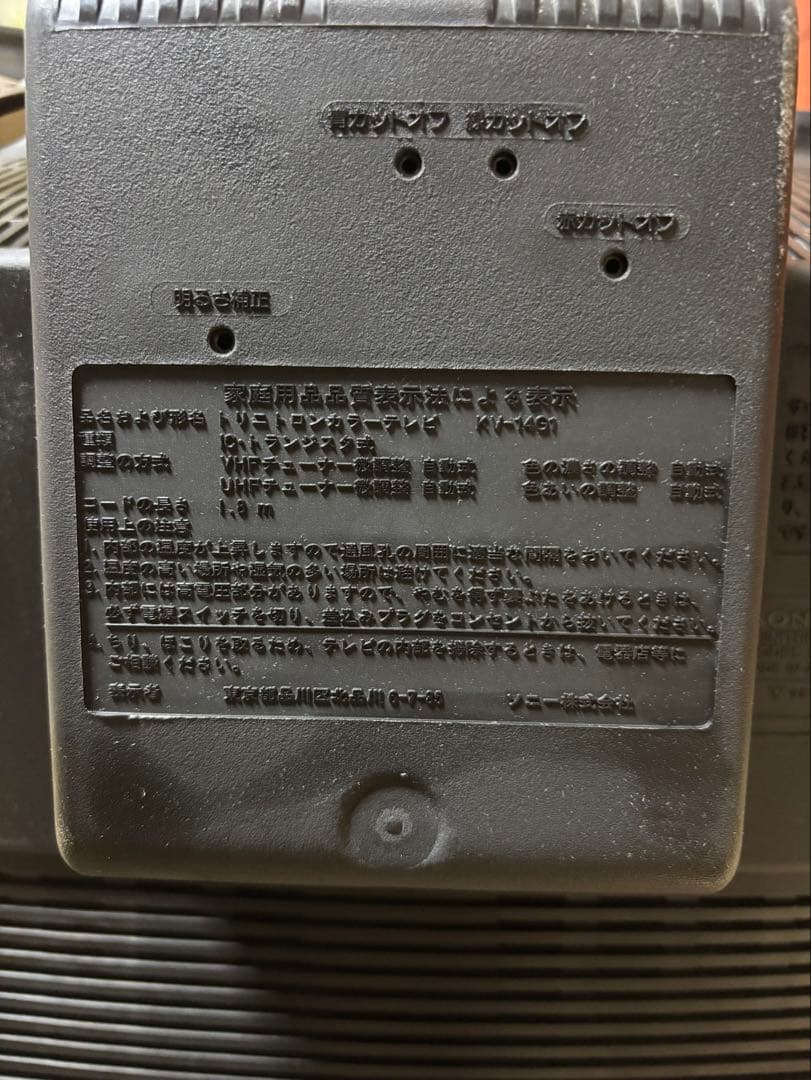 青カットオフ 緑カットオフ
赤カットオフ
明るさ補正
家庭用品品質表示法による表示
品名および形名 トリニトロンカラーテレビ KV-1491
種類 IC・トランジスタ式
調整の方式 VHFチューナー微調整 自動式 色の濃さの調整 自動式
UHFチューナー微調整 自動式 色あいの調整 自動式
コードの長さ 1.8 m
使用上の注意
1. 内部の温度が上昇しますので通風孔の周囲に適当な間隔をおいてください。
2. 温度の高い場所や湿気の多い場所は避けてください。
3. 内部には高電圧部分がありますので、やむを得ず裏ぶたをあけるときは、
必ず電源スイッチを切り、差込みプラグをコンセントから抜いてください。
4. ちり、ほこりを取るため、テレビの内部を掃除するときは、電器店等に
ご相談ください。
表示者 東京都品川区北品川 6-7-35 ソニー株式会社